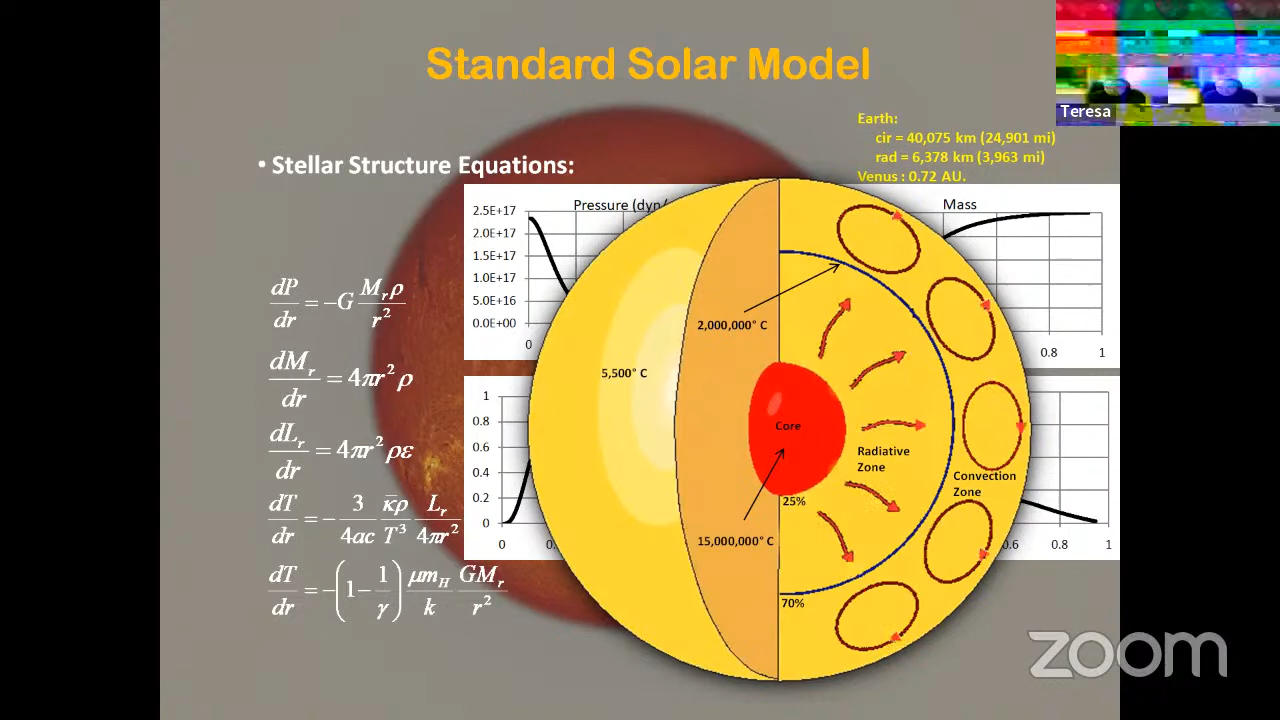 Standard Solar Model
Teresa
Earth:
cir = 40,075 km (24,901 mi)
rad = 6,378 km (3,963 mi)
Venus : 0.72 AU.
• Stellar Structure Equations:
Pressure (dyn/
Mass
2.5E+17
2.0E+17
1.5E+17
1.0E+17
5.0E+16
0.0E+00
0
0.8 1
dP/dr = −G M_r ρ / r²
dM_r/dr = 4πr²ρ
dL_r/dr = 4πr²ρε
dT/dr = − 3/4ac κ̄ρ/T³ L_r/4πr²
dT/dr = −(1 − 1/γ) μm_H/k GM_r/r²
1
0.8
0.6
0.4
0.2
0
0 0.
0.6 0.8 1
2,000,000° C
5,500° C
Core
Radiative
Zone
Convection
Zone
25%
15,000,000° C
70%
zoom